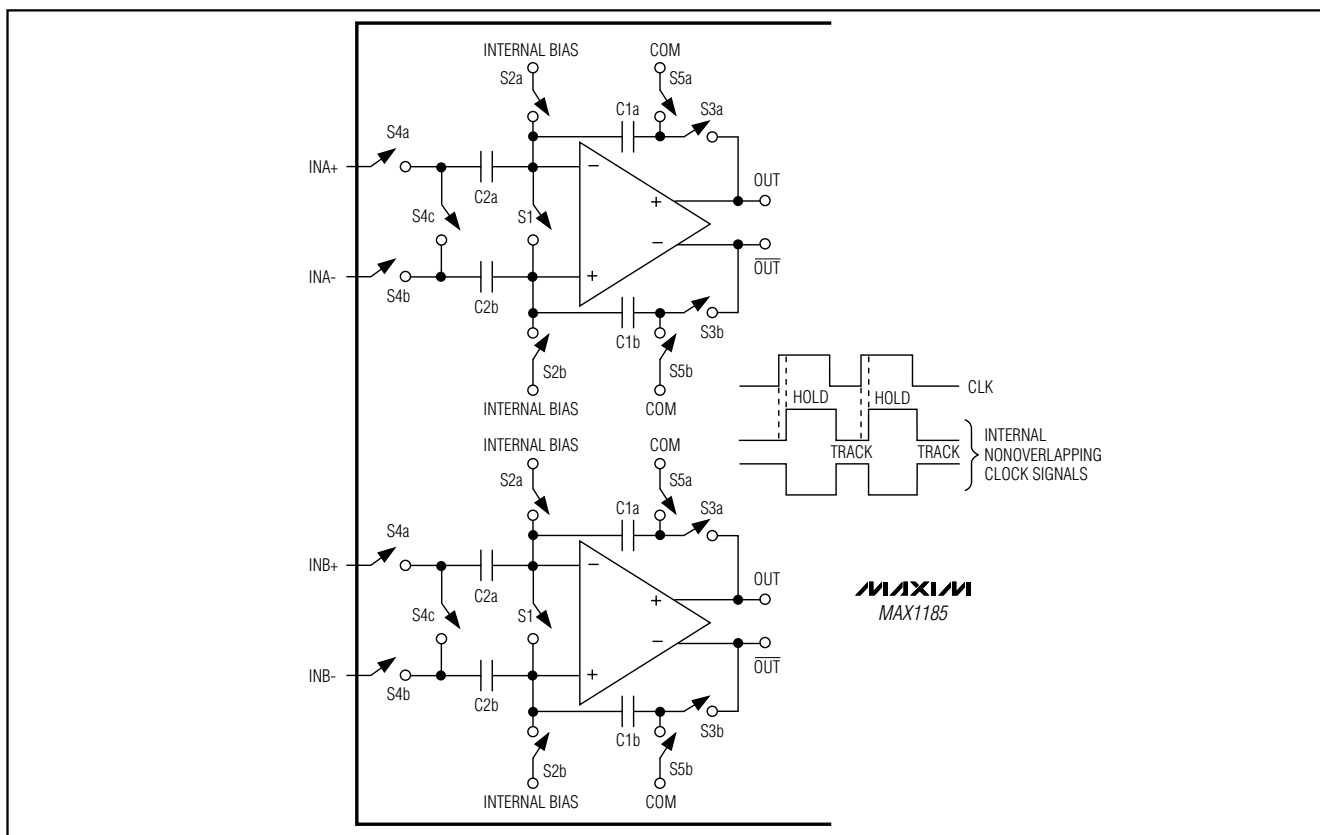 INTERNAL BIAS
COM
S2a
S5a
C1a
S3a
S4a
INA+
C2a
−
+
OUT
S4c
S1
−
OUT
INA-
S4b
C2b
+
C1b
S3b
S2b
S5b
INTERNAL BIAS
COM
CLK
HOLD
HOLD
TRACK
TRACK
INTERNAL
NONOVERLAPPING
CLOCK SIGNALS
INTERNAL BIAS
COM
S2a
S5a
C1a
S3a
S4a
INB+
C2a
−
+
OUT
S4c
S1
−
OUT
INB-
S4b
C2b
+
C1b
S3b
S2b
S5b
INTERNAL BIAS
COM
MAXIM
MAX1185